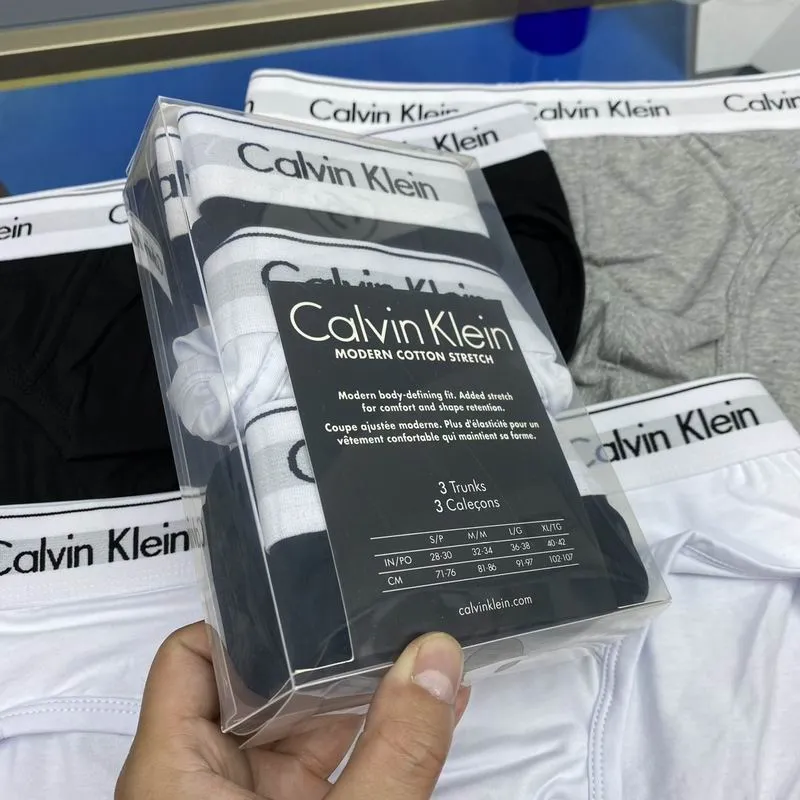 Calvin Klein
Calvin Klein
Calvin
Klein
Calvin Klein
ein
Calvin Klein
Calvin Klein
MODERN COTTON STRETCH
Modern body-defining fit. Added stretch
for comfort and shape retention.
Coupe ajustée moderne. Plus d'élasticité pour un
vêtement confortable qui maintient sa forme.
3 Trunks
3 Caleçons
S/P M/M L/G XL/TG
IN/PO 28-30 32-34 36-38 40-42
CM 71-76 81-86 91-97 102-107
calvinklein.com
Calvin Klein
Calvin Klein